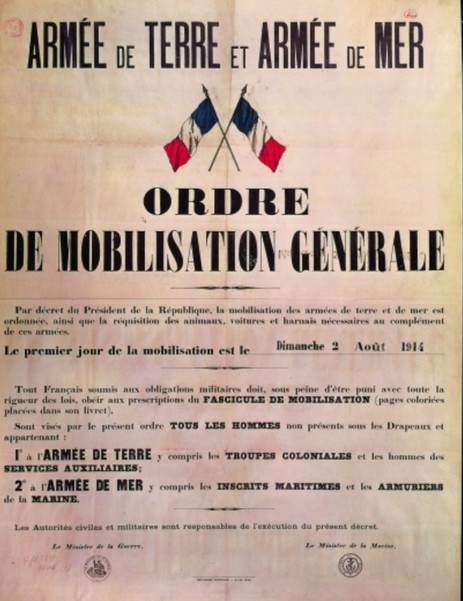 ARMÉE DE TERRE ET ARMÉE DE MER
ORDRE
DE MOBILISATION GÉNÉRALE
Par décret du Président de la République, la mobilisation des armées de terre et de mer est
ordonnée, ainsi que la réquisition des animaux, voitures et harnais nécessaires au complément
de ces armées.
Le premier jour de la mobilisation est le Dimanche 2 Août 1914
Tout Français soumis aux obligations militaires doit, sous peine d'être puni avec toute la
rigueur des lois, obéir aux prescriptions du FASCICULE DE MOBILISATION (pages coloriées
placées dans son livret).
Sont visés par le présent ordre TOUS LES HOMMES non présents sous les Drapeaux et
appartenant :
1° à l'ARMÉE DE TERRE y compris les TROUPES COLONIALES et les hommes des
SERVICES AUXILIAIRES;
2° à l'ARMÉE DE MER y compris les INSCRITS MARITIMES et les ARMURIERS
de la MARINE.
Les Autorités civiles et militaires sont responsables de l'exécution du présent décret.
Le Ministre de la Guerre,
Le Ministre de la Marine,